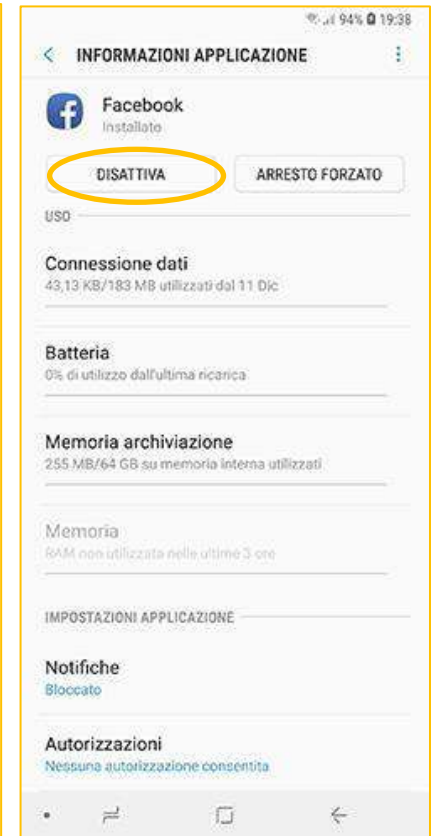 94% 19:38
INFORMAZIONI APPLICAZIONE
Facebook
Installato
DISATTIVA
ARRESTO FORZATO
USO
Connessione dati
43,13 KB/183 MB utilizzati dal 11 Dic
Batteria
0% di utilizzo dall'ultima ricarica
Memoria archiviazione
255 MB/64 GB su memoria interna utilizzati
Memoria
RAM non utilizzata nelle ultime 3 ore
IMPOSTAZIONI APPLICAZIONE
Notifiche
Bloccato
Autorizzazioni
Nessuna autorizzazione consentita